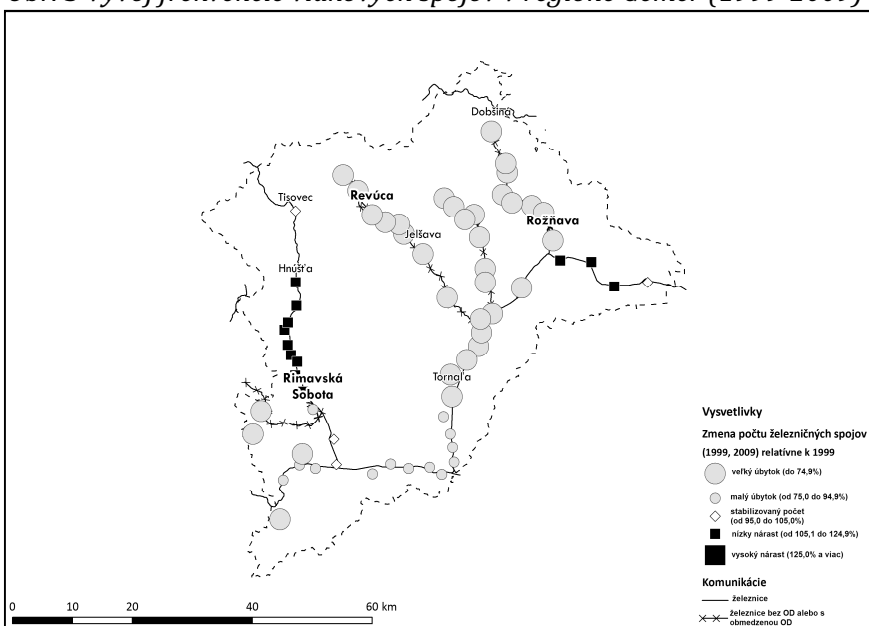 Dobšiná
Tisovec
Revúca
Rožňava
Jelšava
Hnúšťa
Rimavská
Sobota
Tornaľa
Vysvetlivky
Zmena počtu železničných spojov
(1999, 2009) relatívne k 1999
veľký úbytok (do 74,9%)
malý úbytok (od 75,0 do 94,9%)
stabilizovaný počet
(od 95,0 do 105,0%)
nízky nárast (od 105,1 do 124,9%)
vysoký nárast (125,0% a viac)
Komunikácie
železnice
železnice bez OD alebo s
obmedzenou OD
0 10 20 40 60 km